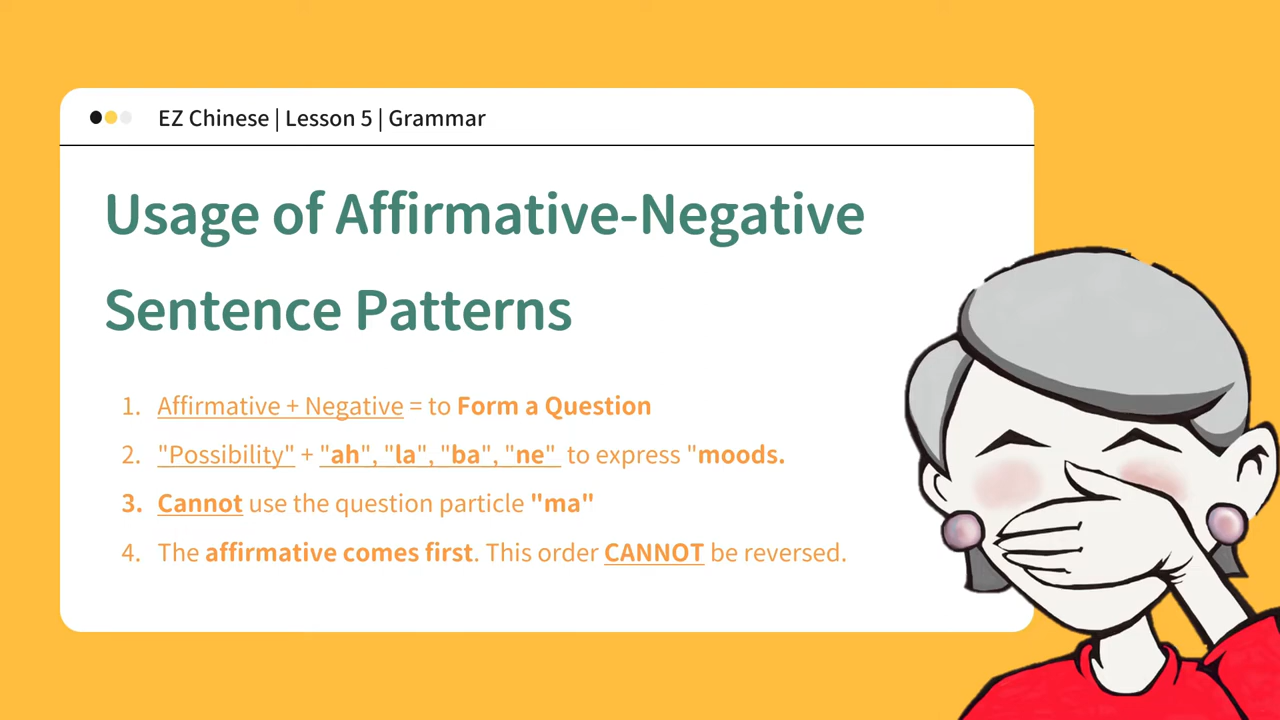 EZ Chinese | Lesson 5 | Grammar
Usage of Affirmative-Negative
Sentence Patterns
1. Affirmative + Negative = to Form a Question
2. "Possibility" + "ah", "la", "ba", "ne" to express "moods.
3. Cannot use the question particle "ma"
4. The affirmative comes first. This order CANNOT be reversed.